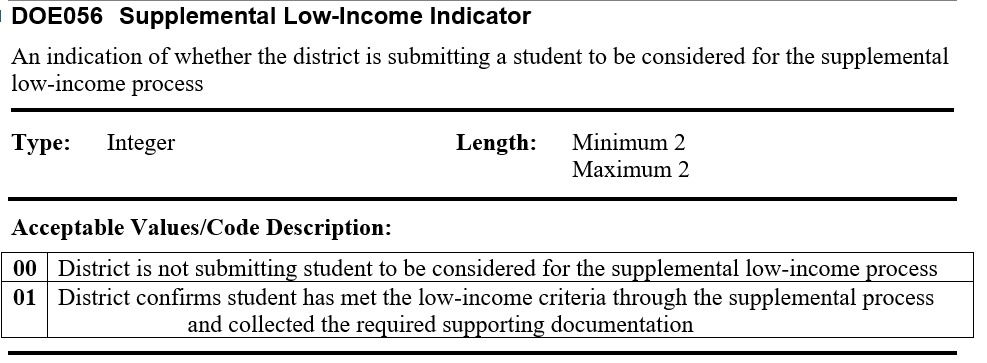 DOE056 Supplemental Low-Income Indicator
An indication of whether the district is submitting a student to be considered for the supplemental
low-income process
Type: Integer Length: Minimum 2
Maximum 2
Acceptable Values/Code Description:
00 District is not submitting student to be considered for the supplemental low-income process
01 District confirms student has met the low-income criteria through the supplemental process
and collected the required supporting documentation